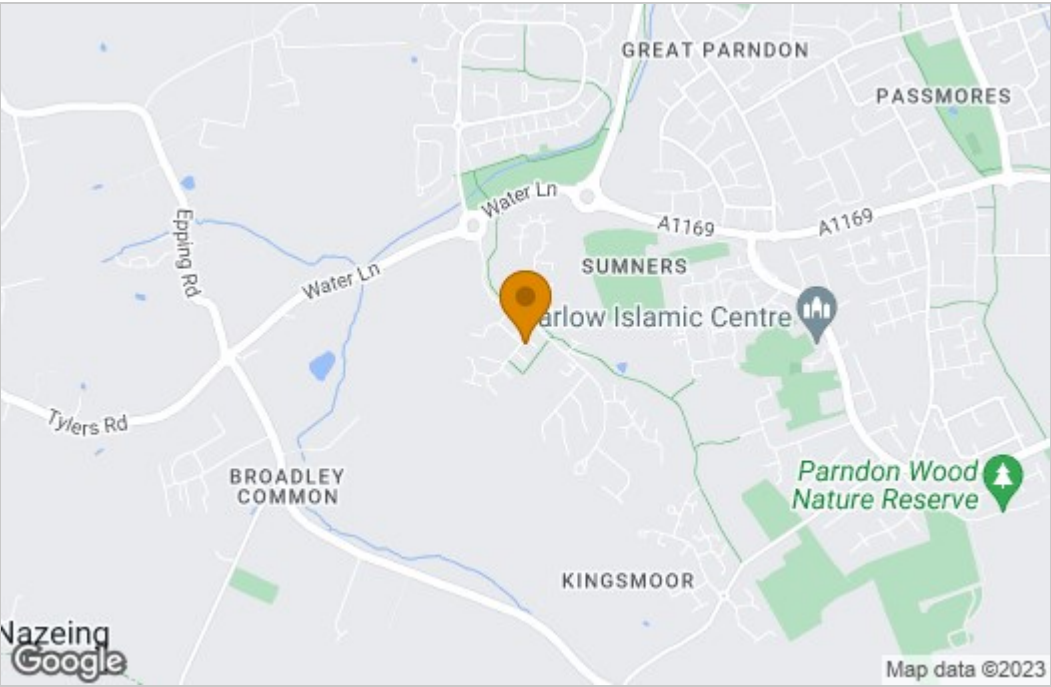 GREAT PARNDON
PASSMORES
Water Ln
A1169
A1169
Epping Rd
Water Ln
SUMNERS
arlow Islamic Centre
Tylers Rd
BROADLEY
COMMON
Parndon Wood
Nature Reserve
KINGSMOOR
Nazeing
Google
Map data ©2023